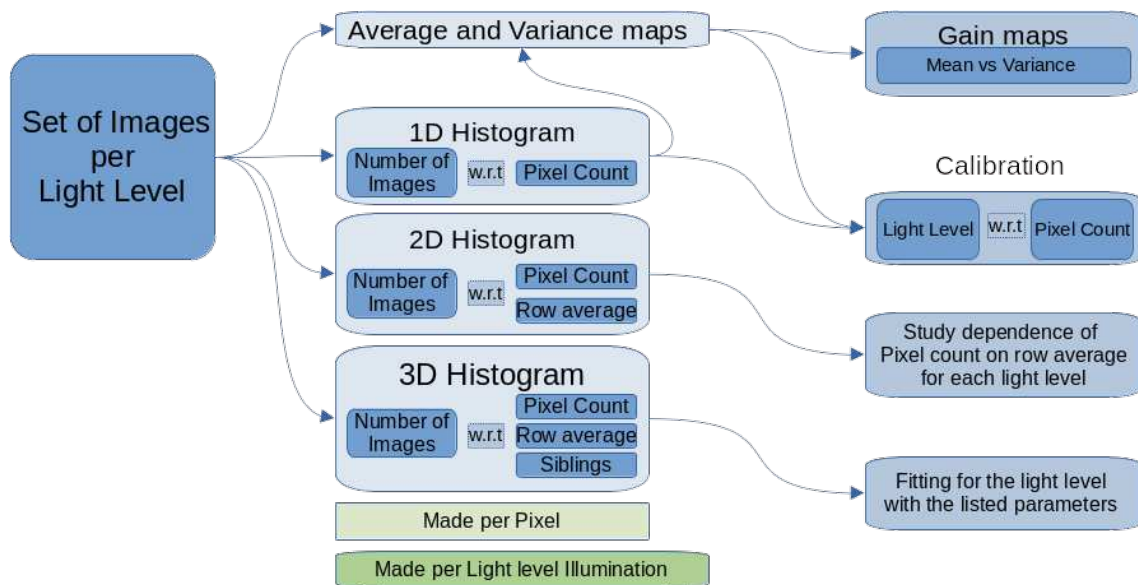 Set of Images
per
Light Level
Average and Variance maps
1D Histogram
Number of
Images
w.r.t
Pixel Count
2D Histogram
Number of
Images
w.r.t
Pixel Count
Row average
3D Histogram
Number of
Images
w.r.t
Pixel Count
Row average
Siblings
Made per Pixel
Made per Light level Illumination
Gain maps
Mean vs Variance
Calibration
Light Level
w.r.t
Pixel Count
Study dependence of
Pixel count on row average
for each light level
Fitting for the light level
with the listed parameters